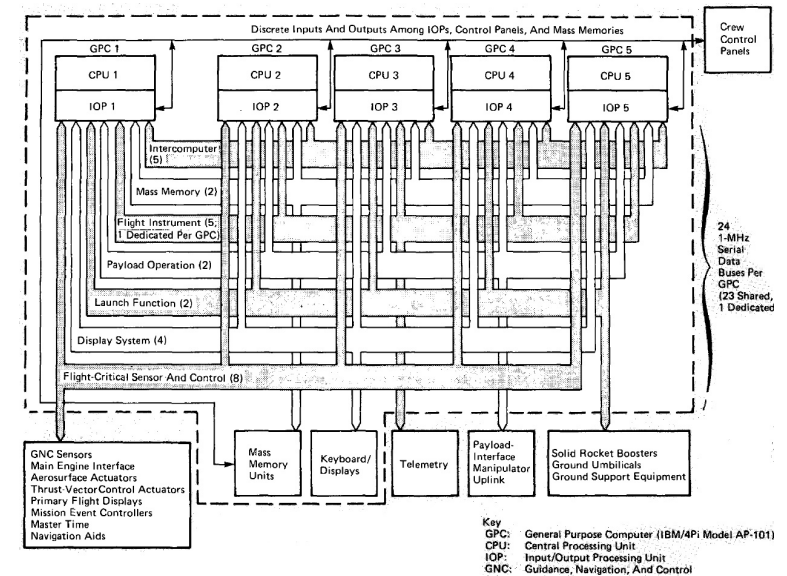 Discrete Inputs And Outputs Among IOPs, Control Panels, And Mass Memories
Crew
Control
Panels
GPC 1
GPC 2
GPC 3
GPC 4
GPC 5
CPU 1
CPU 2
CPU 3
CPU 4
CPU 5
IOP 1
IOP 2
IOP 3
IOP 4
IOP 5
Intercomputer
(5)
Mass Memory (2)
Flight Instrument (5,
1 Dedicated Per GPC)
Payload Operation (2)
Launch Function (2)
Display System (4)
Flight-Critical Sensor And Control (8)
24
1-MHz
Serial
Data
Buses Per
GPC
(23 Shared,
1 Dedicated
GNC Sensors
Main Engine Interface
Aerosurface Actuators
Thrust-Vector Control Actuators
Primary Flight Displays
Mission Event Controllers
Master Time
Navigation Aids
Mass
Memory
Units
Keyboard/
Displays
Telemetry
Payload-
Interface
Manipulator
Uplink
Solid Rocket Boosters
Ground Umbilicals
Ground Support Equipment
Key
GPC: General Purpose Computer (IBM/4Pi Model AP-101)
CPU: Central Processing Unit
IOP: Input/Output Processing Unit
GNC: Guidance, Navigation, And Control